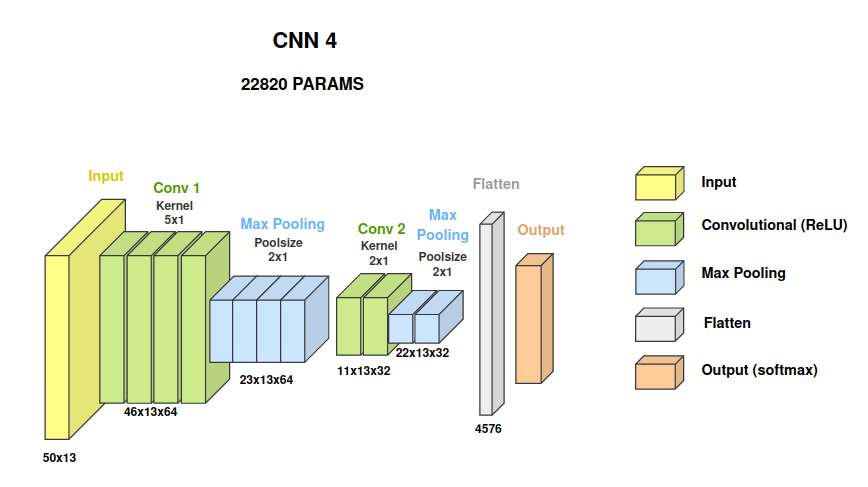 CNN 4
22820 PARAMS
Input
Conv 1
Kernel
5x1
Max Pooling
Poolsize
2x1
Conv 2
Kernel
2x1
Max
Pooling
Poolsize
2x1
Flatten
Output
50x13
46x13x64
23x13x64
11x13x32
22x13x32
4576
Input
Convolutional (ReLU)
Max Pooling
Flatten
Output (softmax)